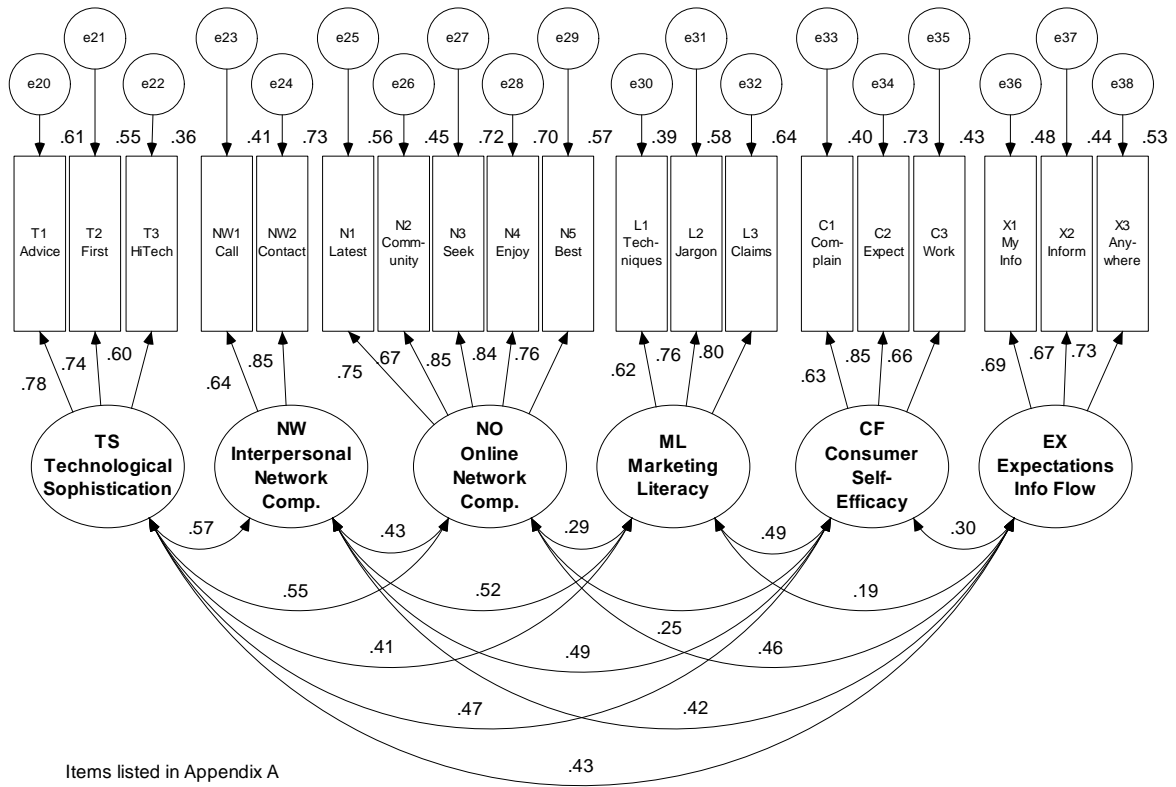 e21 e23 e25 e27 e29 e31 e33 e35 e37
e20 e22 e24 e26 e28 e30 e32 e34 e36 e38
.61 .55 .36 .41 .73 .56 .45 .72 .70 .57 .39 .58 .64 .40 .73 .43 .48 .44 .53
T1
Advice
T2
First
T3
HiTech
NW1
Call
NW2
Contact
N1
Latest
N2
Comm-
unity
N3
Seek
N4
Enjoy
N5
Best
L1
Tech-
niques
L2
Jargon
L3
Claims
C1
Com-
plain
C2
Expect
C3
Work
X1
My
Info
X2
Inform
X3
Any-
where
.78 .74 .60 .64 .85 .75 .67 .85 .84 .76 .62 .76 .80 .63 .85 .66 .69 .67 .73
TS
Technological
Sophistication
NW
Interpersonal
Network
Comp.
NO
Online
Network
Comp.
ML
Marketing
Literacy
CF
Consumer
Self-
Efficacy
EX
Expectations
Info Flow
.57 .43 .29 .49 .30
.55 .52 .19
.25
.41 .49 .46
.47 .42
.43
Items listed in Appendix A